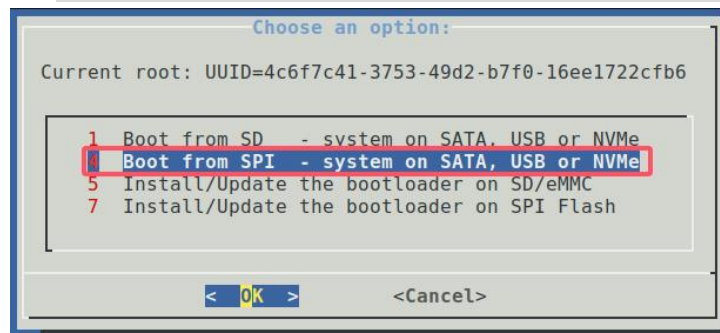 Choose an option:
Current root: UUID=4c6f7c41-3753-49d2-b7f0-16ee1722cfb6
1 Boot from SD - system on SATA, USB or NVMe
4 Boot from SPI - system on SATA, USB or NVMe
5 Install/Update the bootloader on SD/eMMC
7 Install/Update the bootloader on SPI Flash
< OK > <Cancel>